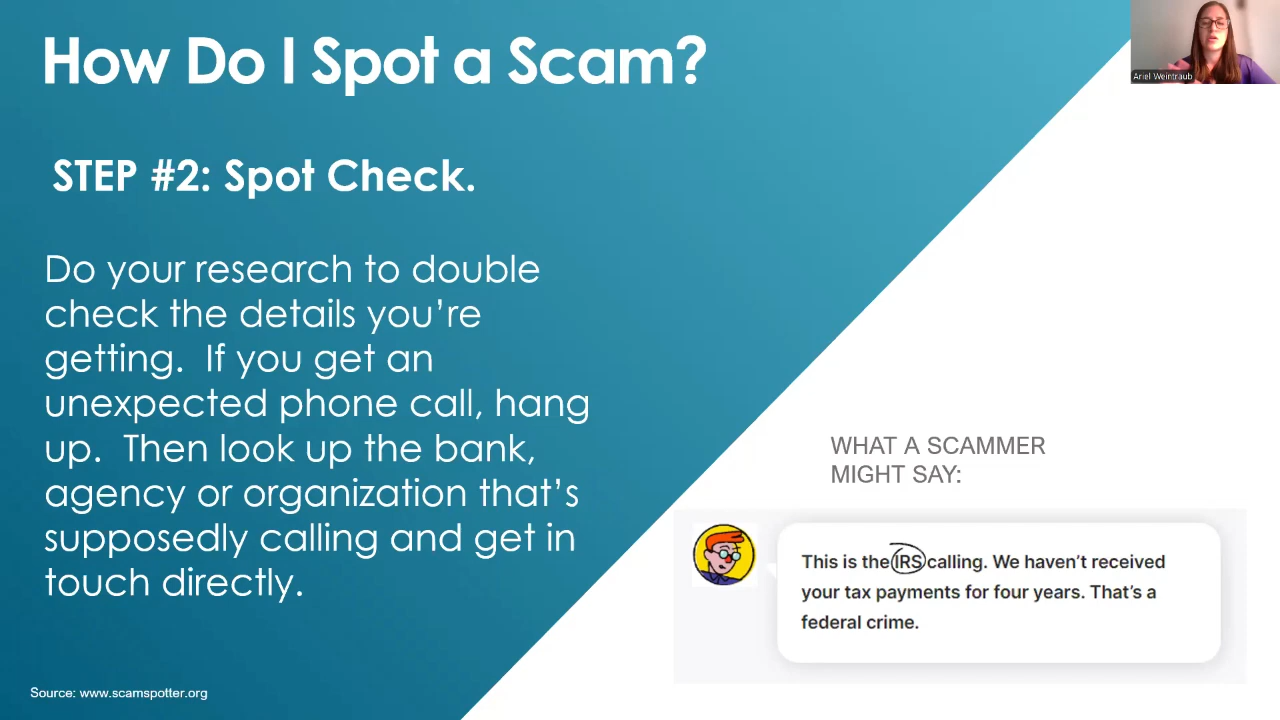 How Do I Spot a Scam?
Ariel Weintraub
STEP #2: Spot Check.
Do your research to double
check the details you're
getting.  If you get an
unexpected phone call, hang
up.  Then look up the bank,
agency or organization that's
supposedly calling and get in
touch directly.
WHAT A SCAMMER
MIGHT SAY:
This is the IRS calling. We haven't received
your tax payments for four years. That's a
federal crime.
Source: www.scamspotter.org